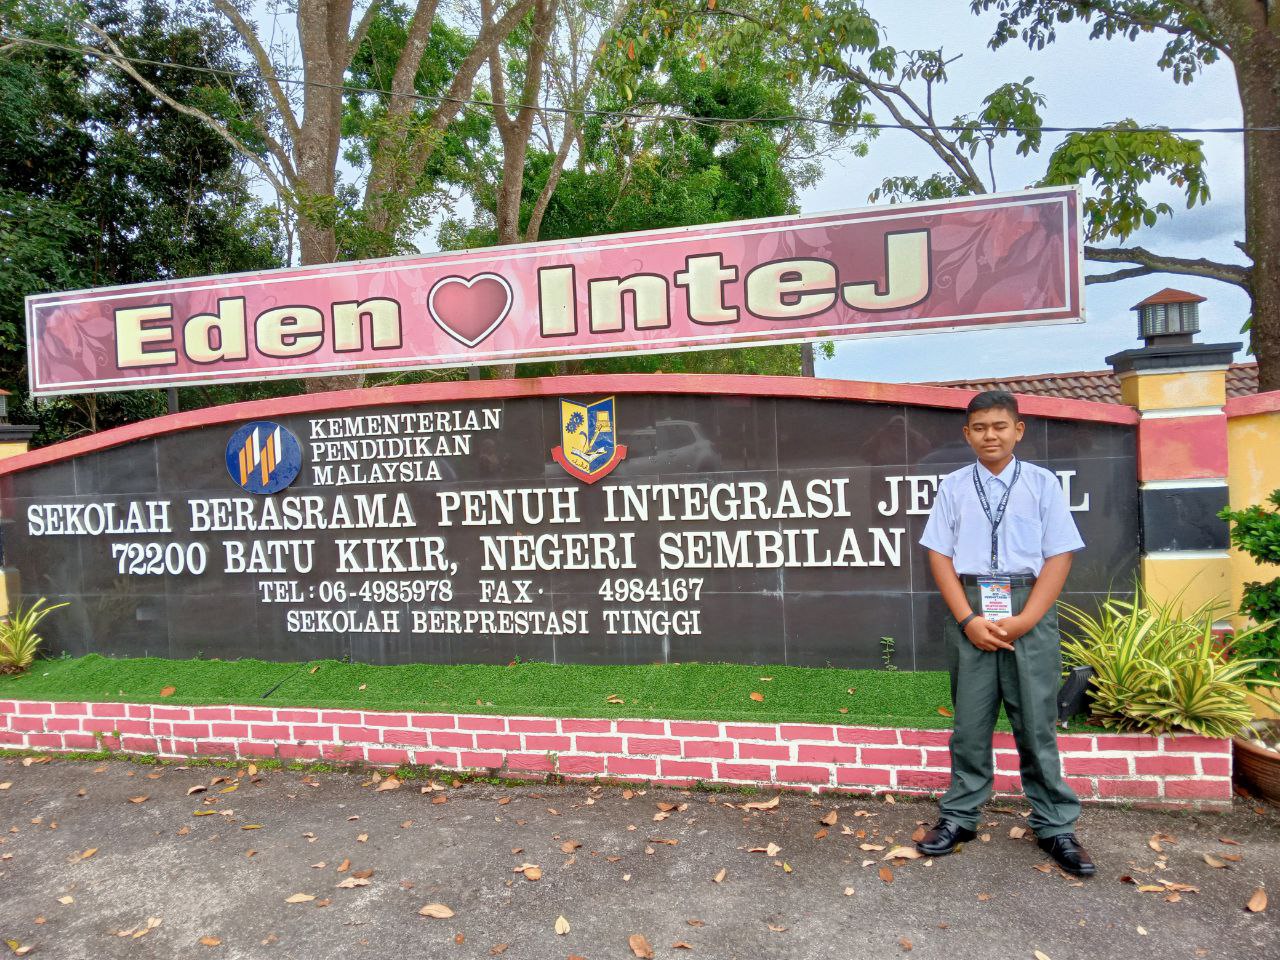 Eden InteJ
KEMENTERIAN
PENDIDIKAN
MALAYSIA
SEKOLAH BERASRAMA PENUH INTEGRASI
72200 BATU KIKIR, NEGERI SEMBILAN
TEL : 06-4985978, FAX · 4984167
SEKOLAH BERPRESTASI TINGGI